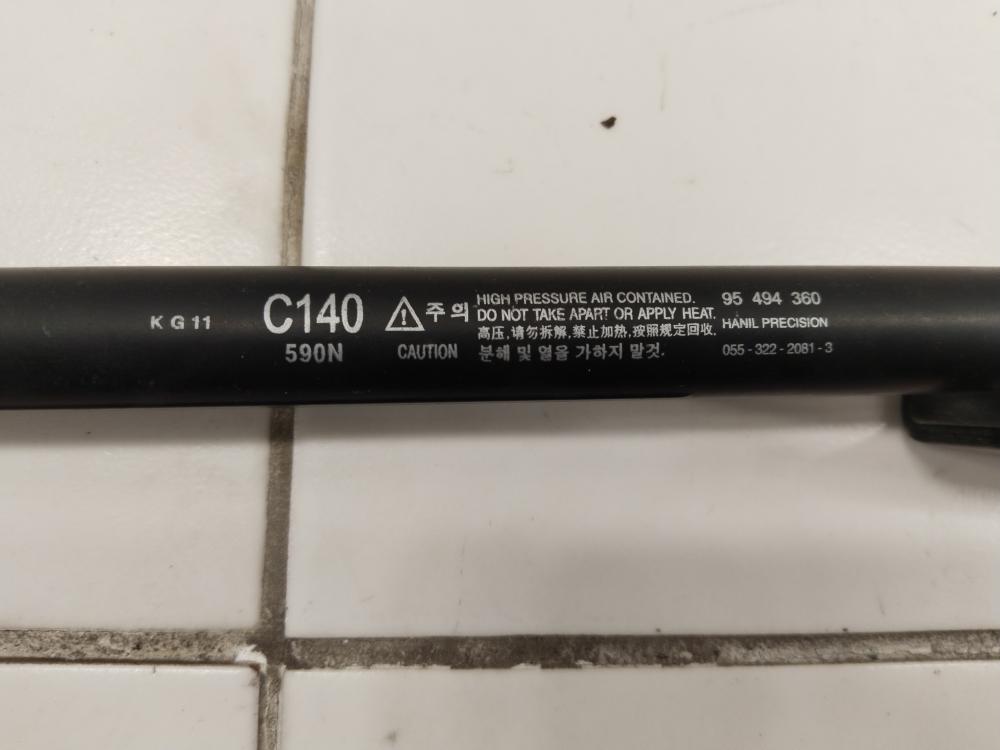 K G 11
C140
590N
주의
CAUTION
HIGH PRESSURE AIR CONTAINED.
DO NOT TAKE APART OR APPLY HEAT.
高压,请勿拆解,禁止加热,按照规定回收.
분해 및 열을 가하지 말것.
95 494 360
HANIL PRECISION
055-322-2081-3